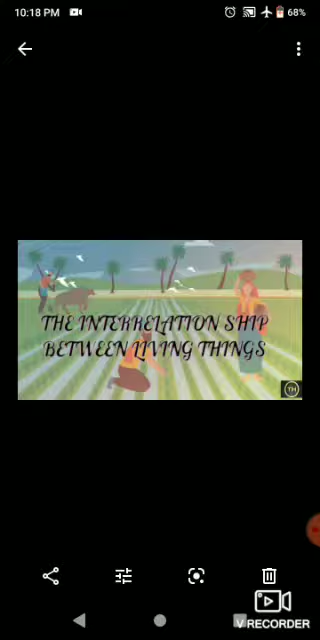 10:18 PM
68%
THE INTERRELATION SHIP
BETWEEN LIVING THINGS
TH
V RECORDER